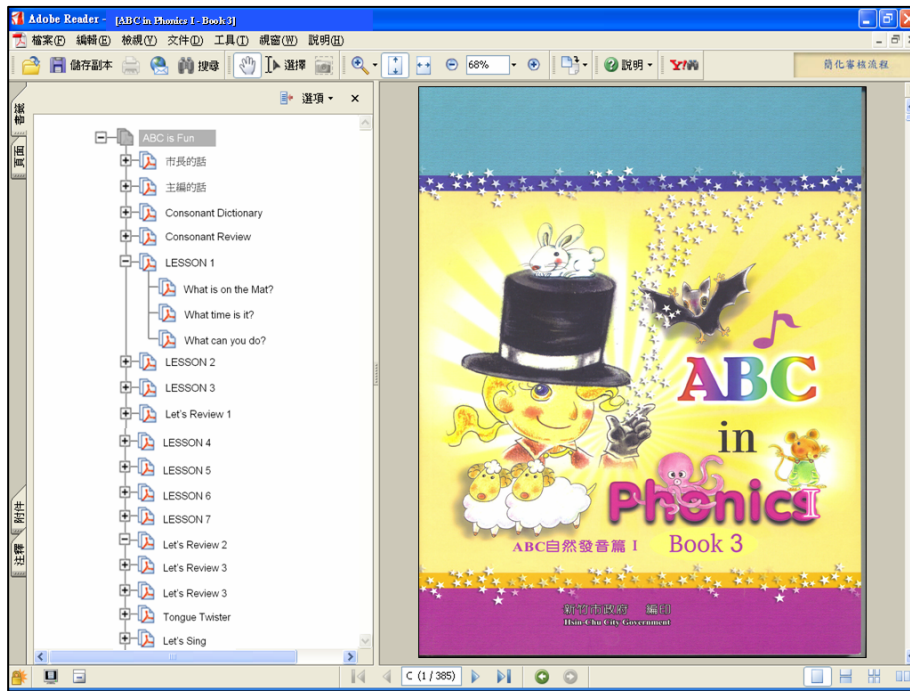 Adobe Reader - [ABC in Phonics I - Book 3]
檔案(F) 編輯(E) 檢視(V) 文件(D) 工具(T) 視窗(W) 說明(H)
儲存副本 搜尋 選擇 68% 說明 Y! 簡化審核流程
選項
書籤
頁面
附件
注釋
ABC is Fun
市長的話
主編的話
Consonant Dictionary
Consonant Review
LESSON 1
What is on the Mat?
What time is it?
What can you do?
LESSON 2
LESSON 3
Let's Review 1
LESSON 4
LESSON 5
LESSON 6
LESSON 7
Let's Review 2
Let's Review 3
Let's Review 3
Tongue Twister
Let's Sing
ABC
in
Phonics I
ABC自然發音篇 I Book 3
新竹市政府 編印
Hsin-Chu City Government
C (1 / 385)